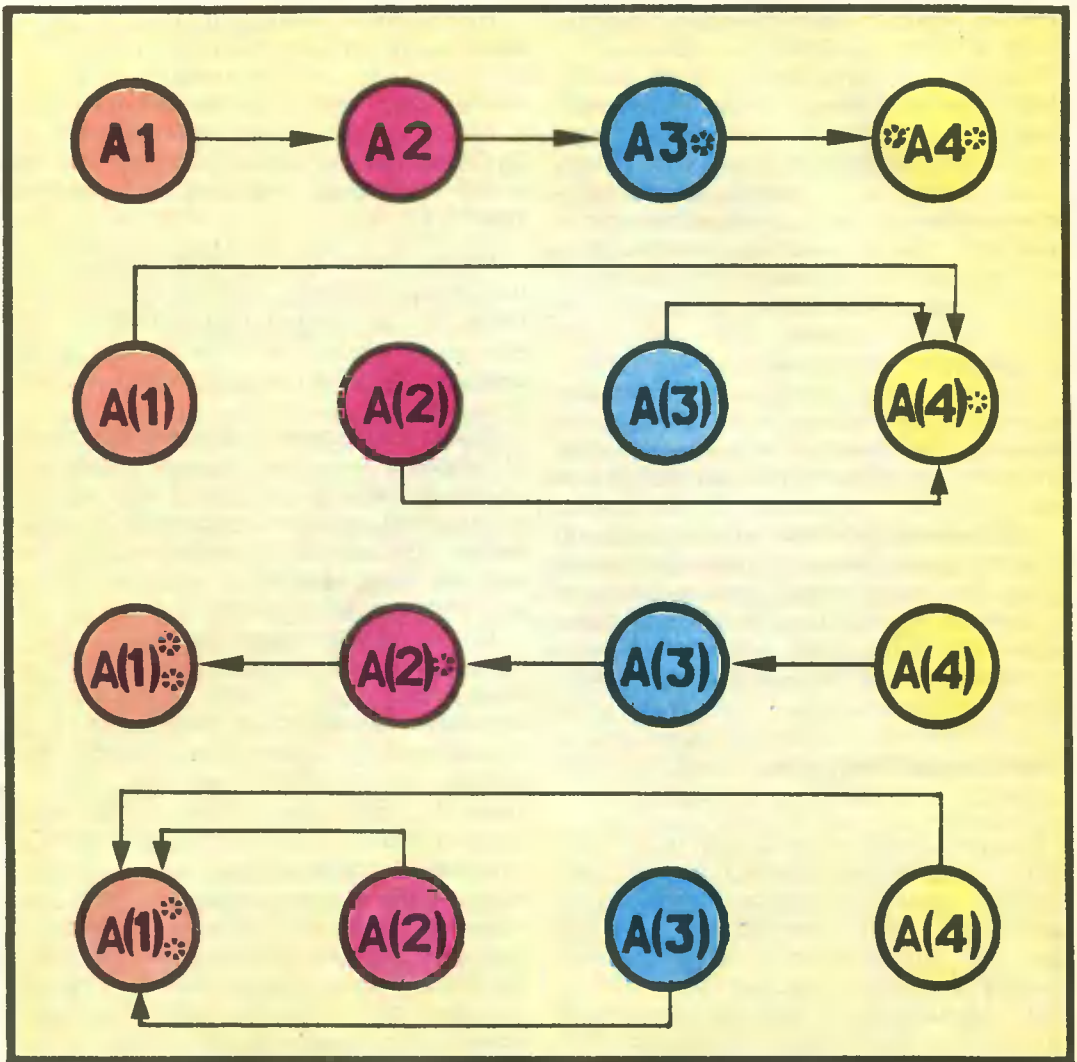 A1 A2 A3* *A4*
A(1) A(2) A(3) A(4)*
A(1)** A(2)* A(3) A(4)
A(1)** A(2) A(3) A(4)